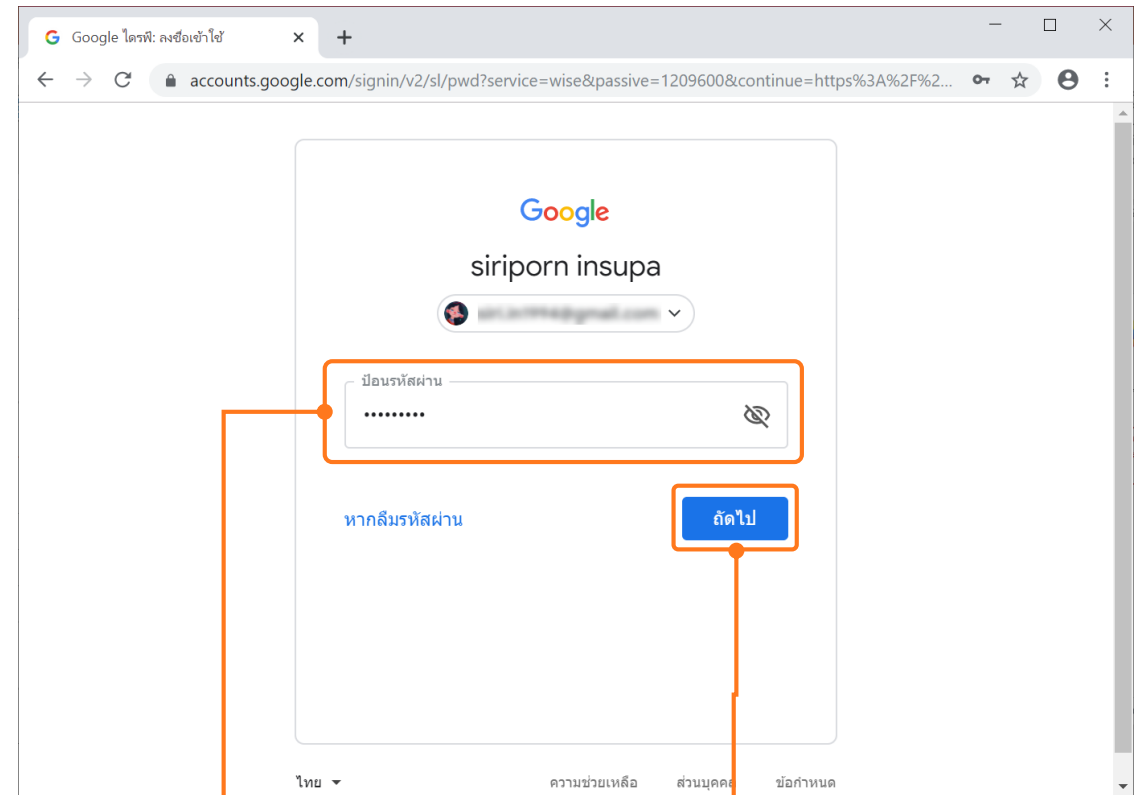 Google ไดรฟ์: ลงชื่อเข้าใช้
accounts.google.com/signin/v2/sl/pwd?service=wise&passive=1209600&continue=https%3A%2F%2...
Google
siriporn insupa
ป้อนรหัสผ่าน
•••••••••
หากลืมรหัสผ่าน
ถัดไป
ไทย ความช่วยเหลือ ส่วนบุคคล ข้อกำหนด